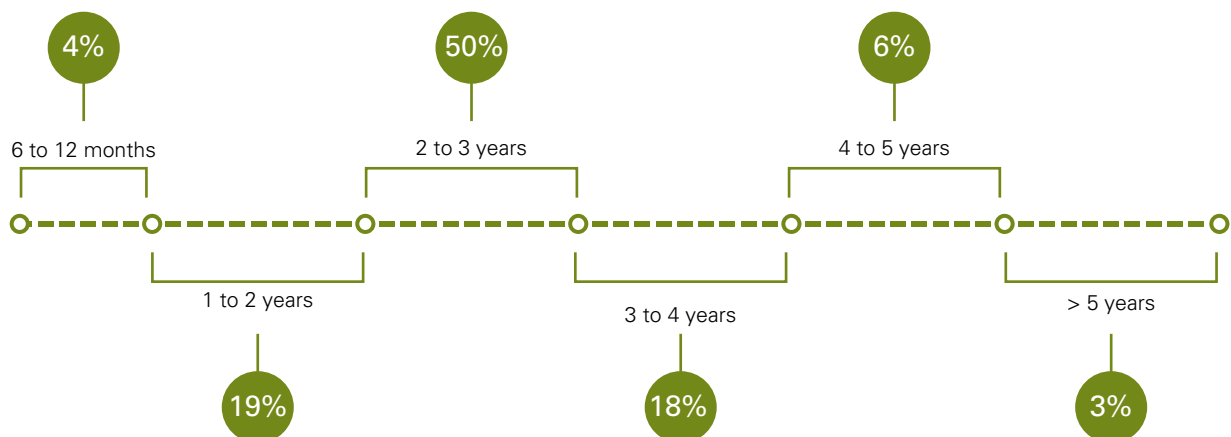 4%
50%
6%
6 to 12 months
2 to 3 years
4 to 5 years
1 to 2 years
3 to 4 years
> 5 years
19%
18%
3%